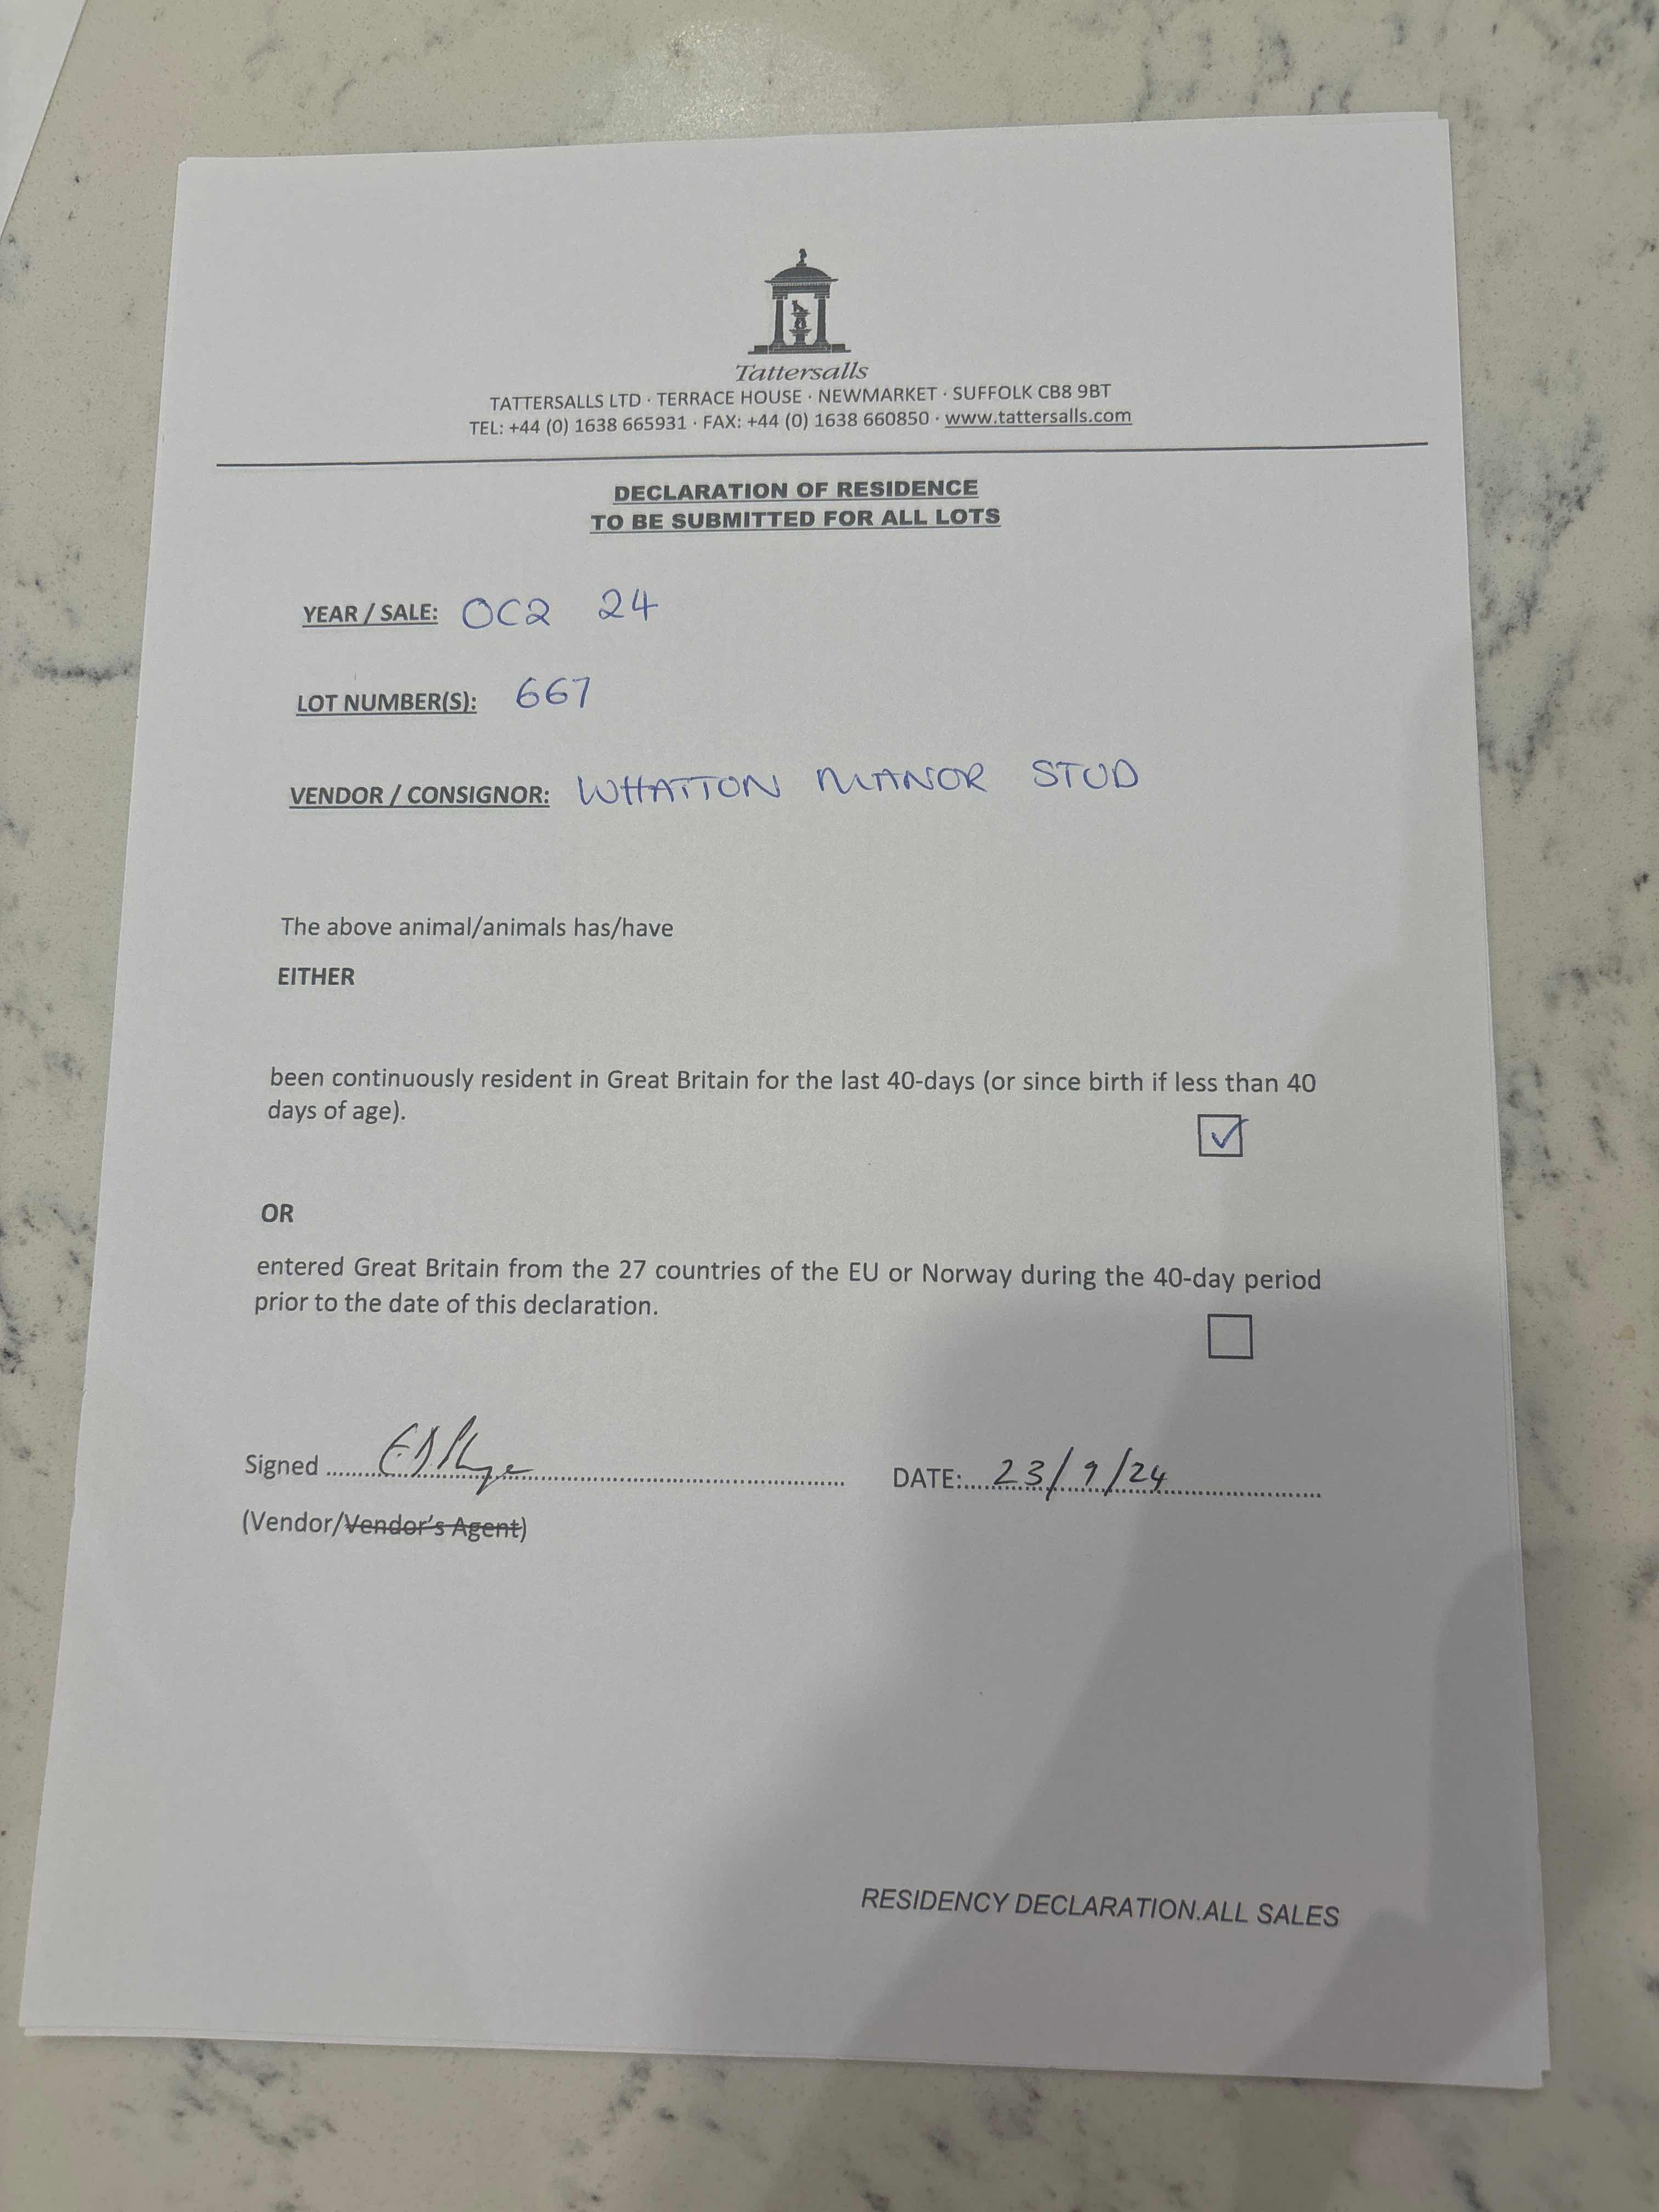 Tattersalls
TATTERSALLS LTD · TERRACE HOUSE · NEWMARKET · SUFFOLK CB8 9BT
TEL: +44 (0) 1638 665931 · FAX: +44 (0) 1638 660850 · www.tattersalls.com
DECLARATION OF RESIDENCE
TO BE SUBMITTED FOR ALL LOTS
YEAR / SALE: OC2 24
LOT NUMBER(S): 667
VENDOR / CONSIGNOR: WHATTON MANOR STUD
The above animal/animals has/have
EITHER
been continuously resident in Great Britain for the last 40-days (or since birth if less than 40
days of age).
OR
entered Great Britain from the 27 countries of the EU or Norway during the 40-day period
prior to the date of this declaration.
Signed DATE: 23/9/24
(Vendor/Vendor's Agent)
RESIDENCY DECLARATION.ALL SALES